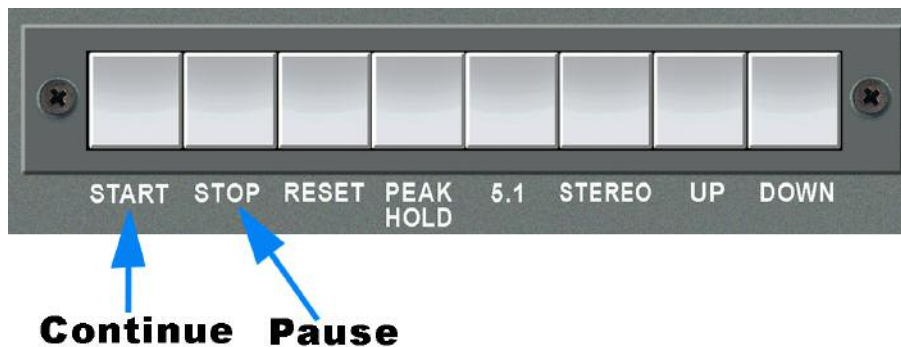 START STOP RESET PEAK HOLD 5.1 STEREO UP DOWN
Continue Pause